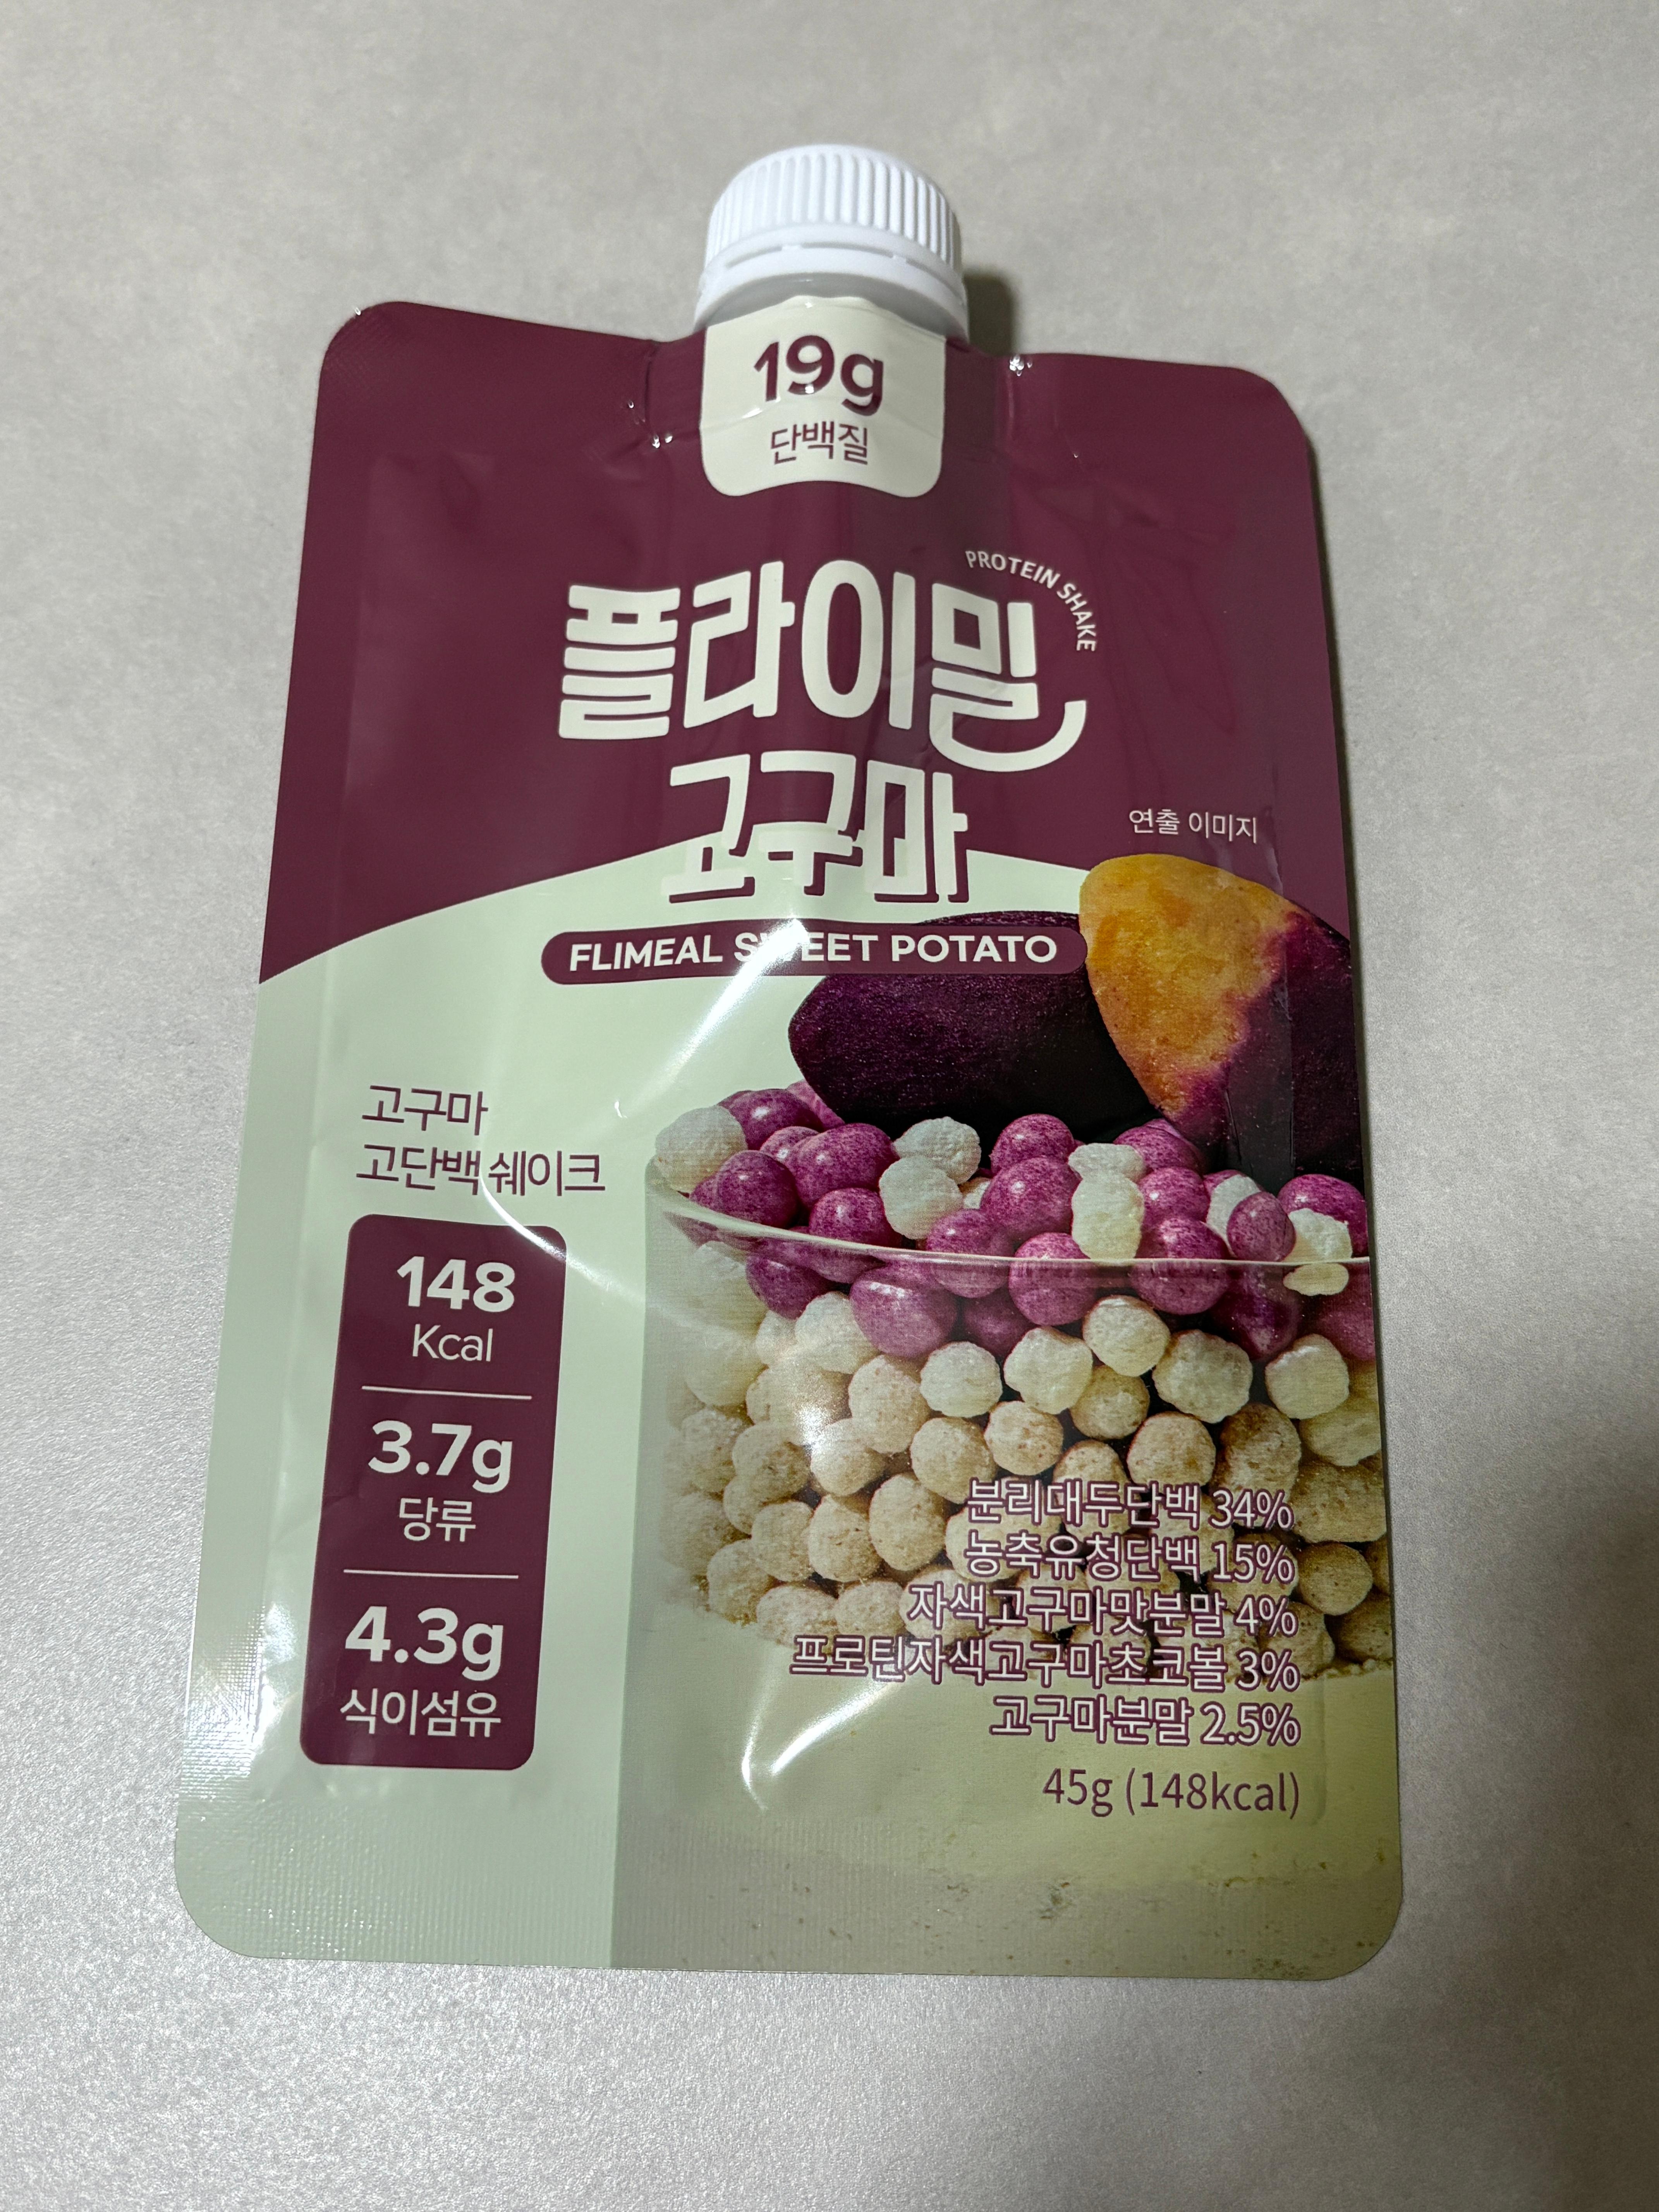 19g
단백질
PROTEIN SHAKE
플라이밀
고구마
연출 이미지
FLIMEAL SWEET POTATO
고구마
고단백 쉐이크
148
Kcal
3.7g
당류
4.3g
식이섬유
분리대두단백 34%
농축유청단백 15%
자색고구마맛분말 4%
프로틴자색고구마초코볼 3%
고구마분말 2.5%
45g (148kcal)